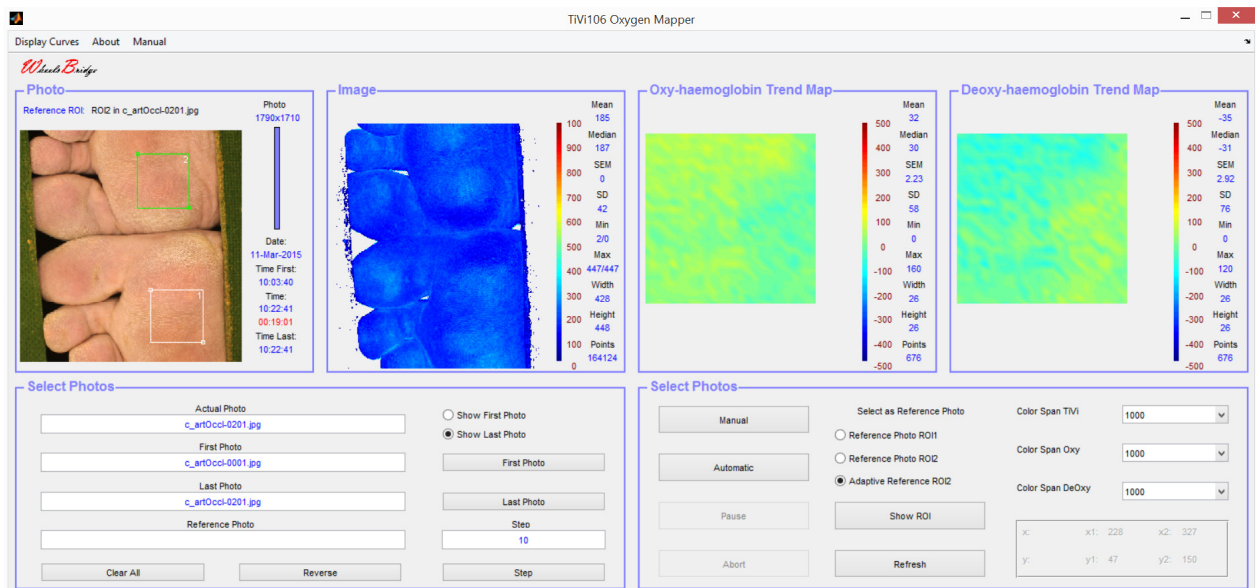 TiVi106 Oxygen Mapper
Display Curves About Manual
WheelsBridge
Photo
Reference ROI: ROI2 in c_artOccl-0201.jpg
Photo
1790x1710
2
1
Date:
11-Mar-2015
Time First:
10:03:40
Time:
10:22:41
00:19:01
Time Last:
10:22:41
Image
100
900
800
700
600
500
400
300
200
100
0
Mean
185
Median
187
SEM
0
SD
42
Min
2/0
Max
447/447
Width
428
Height
448
Points
164124
Oxy-haemoglobin Trend Map
500
400
300
200
100
0
-100
-200
-300
-400
-500
Mean
32
Median
30
SEM
2.23
SD
58
Min
0
Max
160
Width
26
Height
26
Points
676
Deoxy-haemoglobin Trend Map
500
400
300
200
100
0
-100
-200
-300
-400
-500
Mean
-35
Median
-31
SEM
2.92
SD
76
Min
0
Max
120
Width
26
Height
26
Points
676
Select Photos
Actual Photo
c_artOccl-0201.jpg
First Photo
c_artOccl-0001.jpg
Last Photo
c_artOccl-0201.jpg
Reference Photo
Clear All
Reverse
Show First Photo
Show Last Photo
First Photo
Last Photo
Step
10
Step
Select Photos
Manual
Automatic
Pause
Abort
Select as Reference Photo
Reference Photo ROI1
Reference Photo ROI2
Adaptive Reference ROI2
Show ROI
Refresh
Color Span TiVi 1000
Color Span Oxy 1000
Color Span DeOxy 1000
x: x1: 228 x2: 327
y: y1: 47 y2: 150